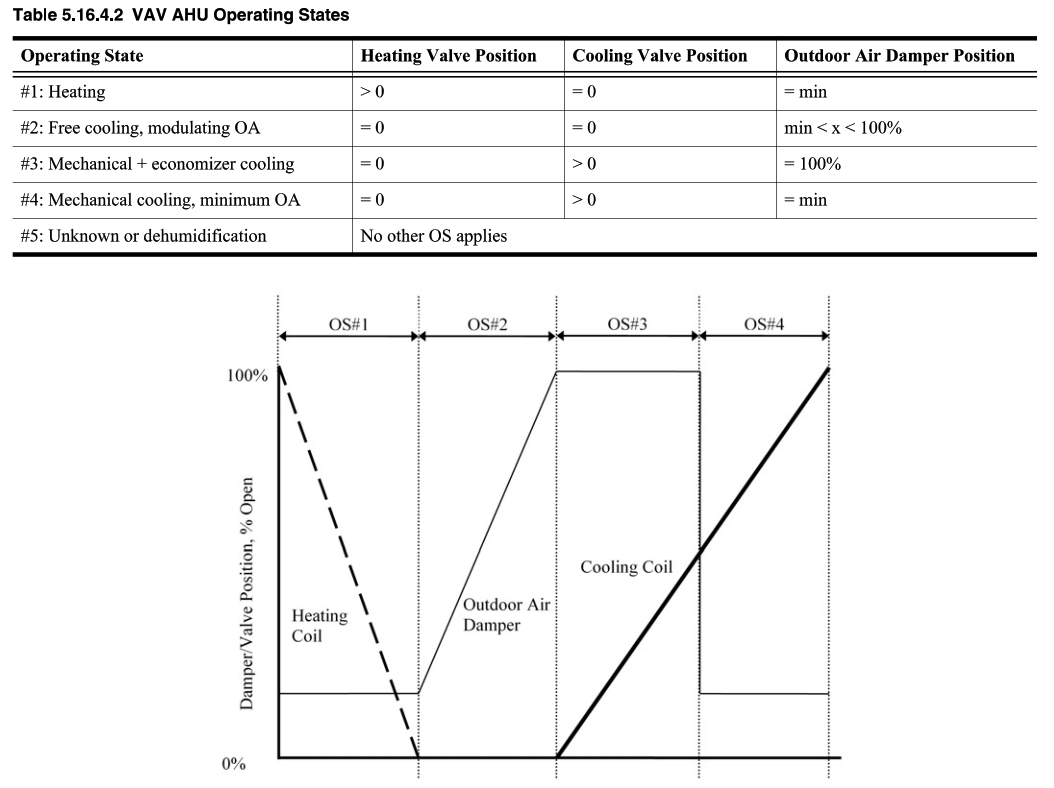 Table 5.16.4.2 VAV AHU Operating States
Operating State Heating Valve Position Cooling Valve Position Outdoor Air Damper Position
#1: Heating > 0 = 0 = min
#2: Free cooling, modulating OA = 0 = 0 min < x < 100%
#3: Mechanical + economizer cooling = 0 > 0 = 100%
#4: Mechanical cooling, minimum OA = 0 > 0 = min
#5: Unknown or dehumidification No other OS applies
OS#1 OS#2 OS#3 OS#4
100%
Damper/Valve Position, % Open
Cooling Coil
Outdoor Air
Damper
Heating
Coil
0%